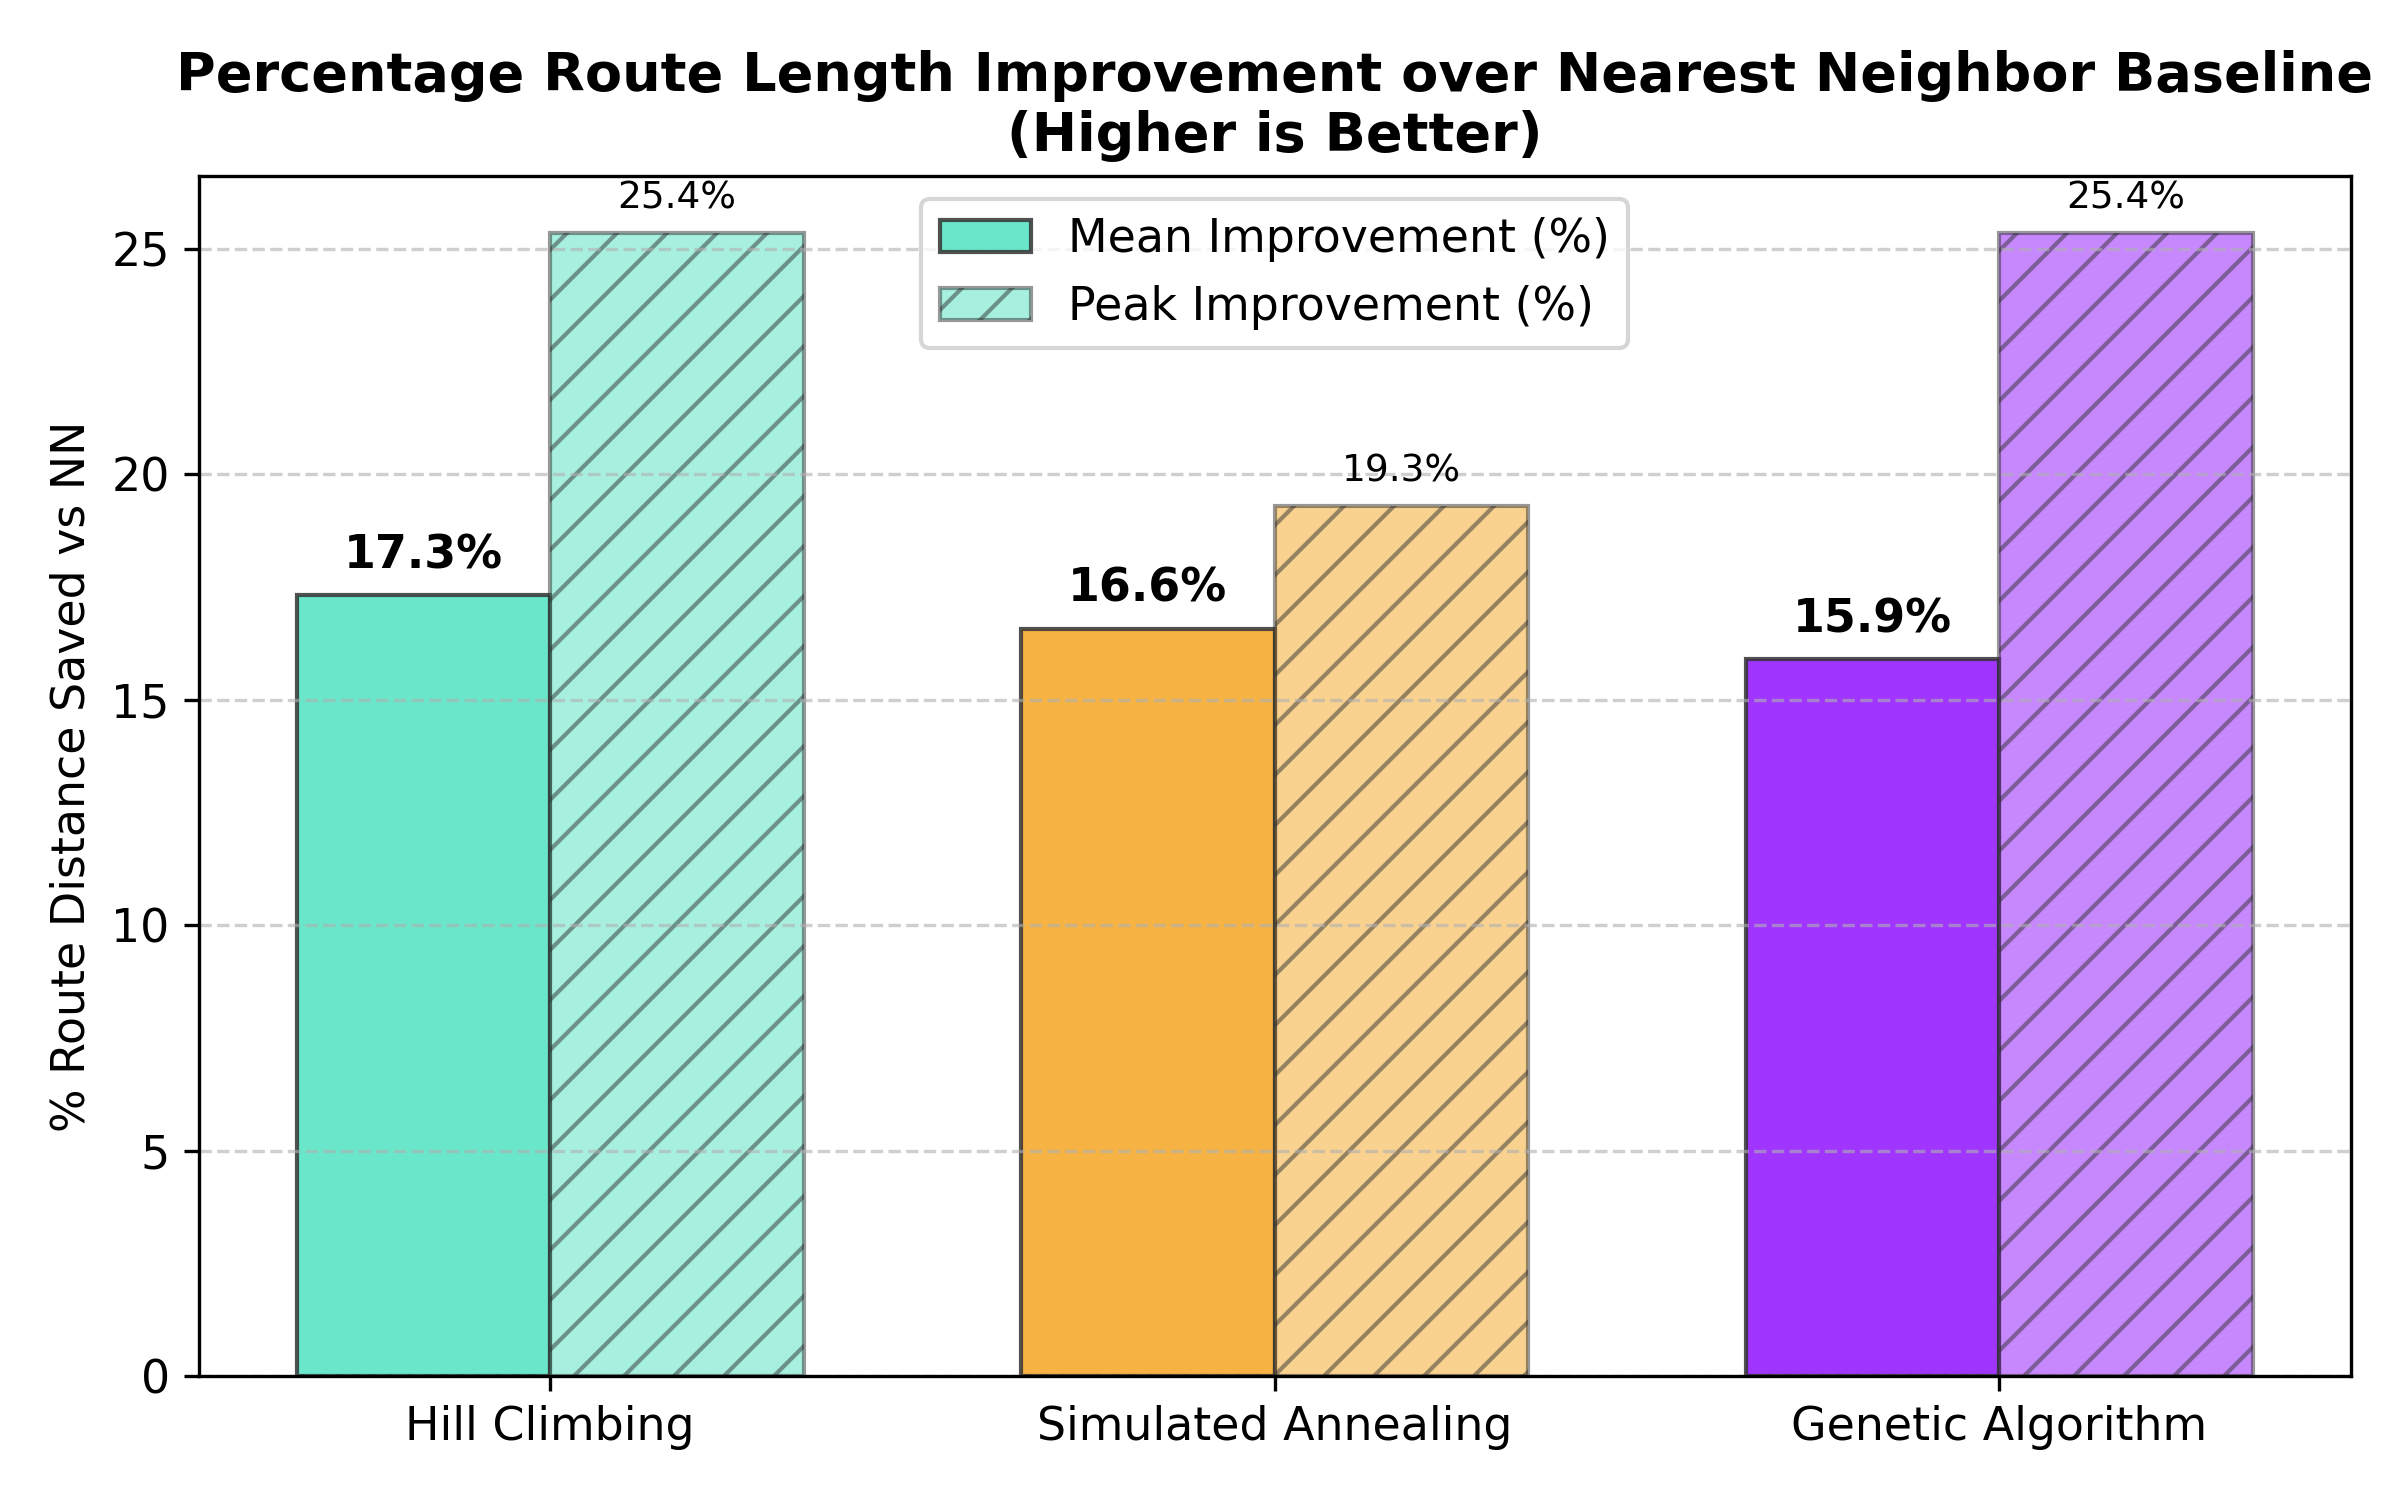 Percentage Route Length Improvement over Nearest Neighbor Baseline
(Higher is Better)
% Route Distance Saved vs NN
25
20
15
10
5
0
Mean Improvement (%)
Peak Improvement (%)
17.3%
25.4%
16.6%
19.3%
15.9%
25.4%
Hill Climbing
Simulated Annealing
Genetic Algorithm